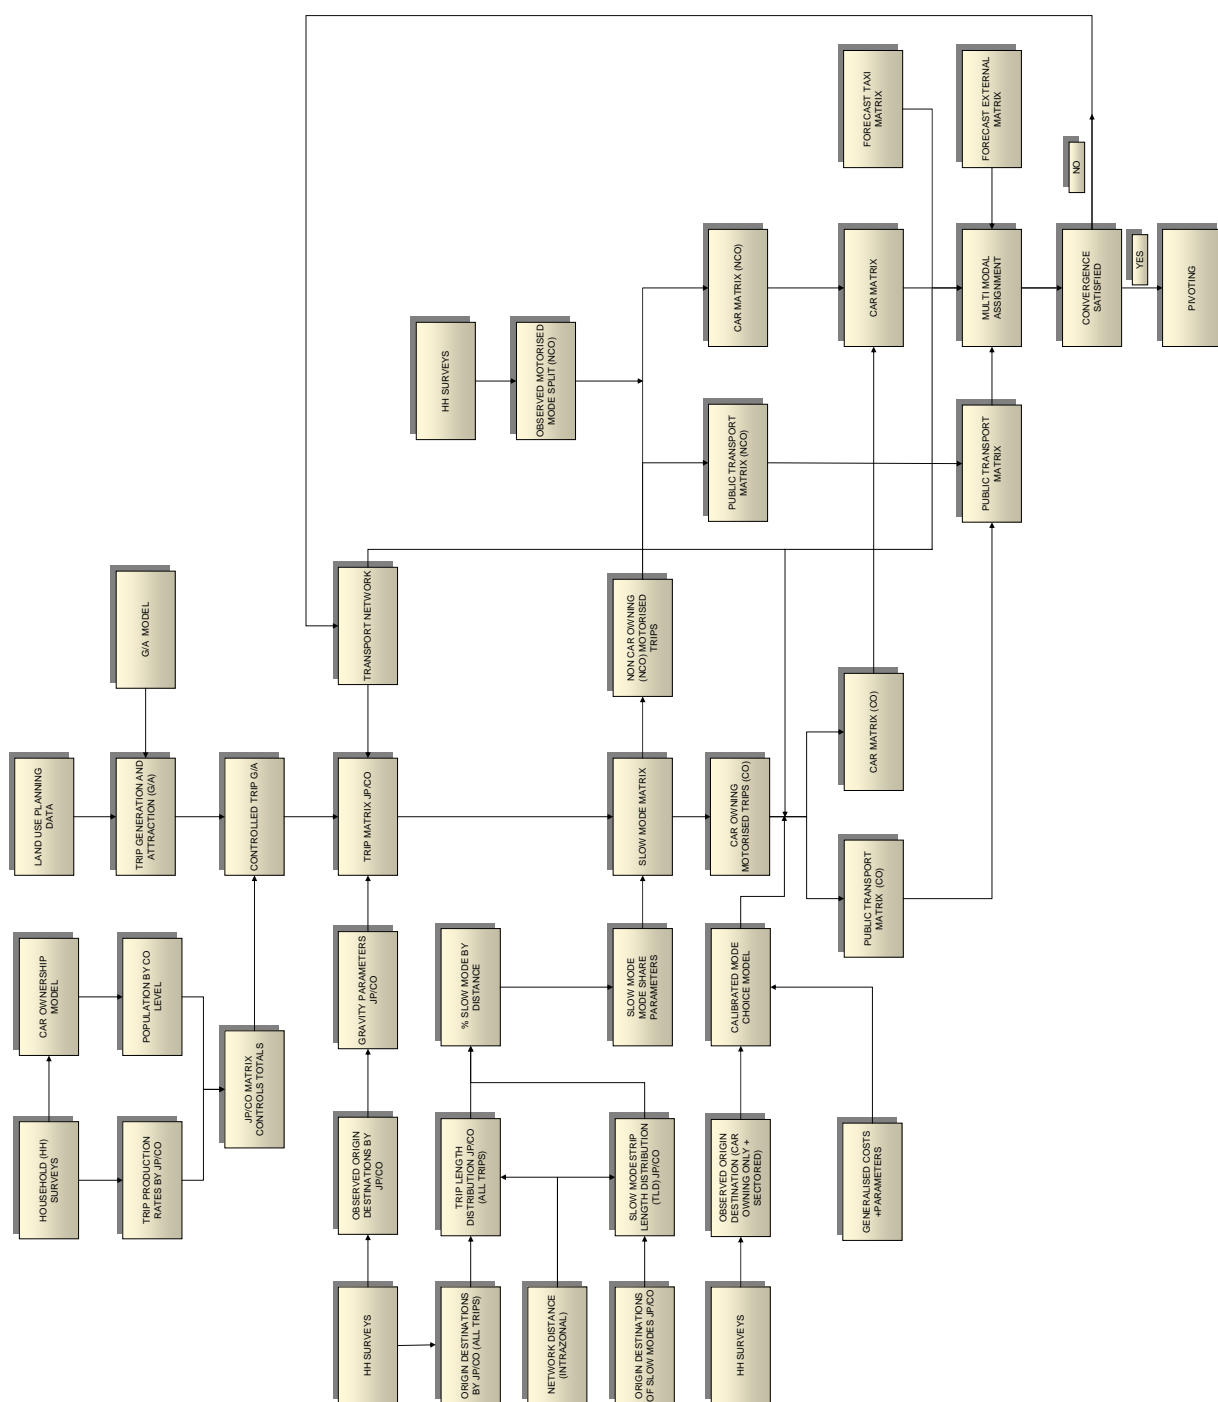 LAND USE PLANNING
DATA
TRIP GENERATION AND
ATTRACTION (G/A)
G/A MODEL
CONTROLLED TRIP G/A
HOUSEHOLD (HH)
SURVEYS
CAR OWNERSHIP
MODEL
TRIP PRODUCTION
RATES BY JP/CO
POPULATION BY CO
LEVEL
JP/CO MATRIX
CONTROLS TOTALS
HH SURVEYS
OBSERVED ORIGIN
DESTINATIONS BY
JP/CO
GRAVITY PARAMETERS
JP/CO
TRIP MATRIX JP/CO
TRANSPORT NETWORK
ORIGIN DESTINATIONS
BY JP/CO (ALL TRIPS)
TRIP LENGTH
DISTRIBUTION JP/CO
(ALL TRIPS)
% SLOW MODE BY
DISTANCE
HH SURVEYS
NETWORK DISTANCE
(INTRAZONAL)
OBSERVED MOTORISED
MODE SPLIT (NCO)
ORIGIN DESTINATIONS
OF SLOW MODES JP/CO
SLOW MODESTRIP
LENGTH DISTRIBUTION
(TLD) JP/CO
SLOW MODE
MODE SHARE
PARAMETERS
SLOW MODE MATRIX
NON CAR OWNING
(NCO) MOTORISED
TRIPS
HH SURVEYS
OBSERVED ORIGIN
DESTINATION (CAR
OWNING ONLY +
SECTORED)
CALIBRATED MODE
CHOICE MODEL
CAR OWNING
MOTORISED TRIPS (CO)
PUBLIC TRANSPORT
MATRIX (NCO)
CAR MATRIX (NCO)
GENERALISED COSTS
+PARAMETERS
PUBLIC TRANSPORT
MATRIX (CO)
CAR MATRIX (CO)
CAR MATRIX
FORECAST TAXI
MATRIX
PUBLIC TRANSPORT
MATRIX
MULTI MODAL
ASSIGNMENT
FORECAST EXTERNAL
MATRIX
CONVERGENCE
SATISFIED
NO
YES
PIVOTING